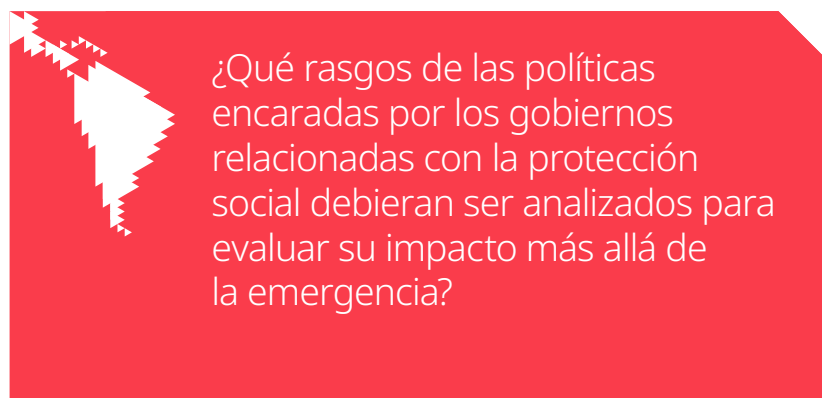 ¿Qué rasgos de las políticas
encaradas por los gobiernos
relacionadas con la protección
social debieran ser analizados para
evaluar su impacto más allá de
la emergencia?